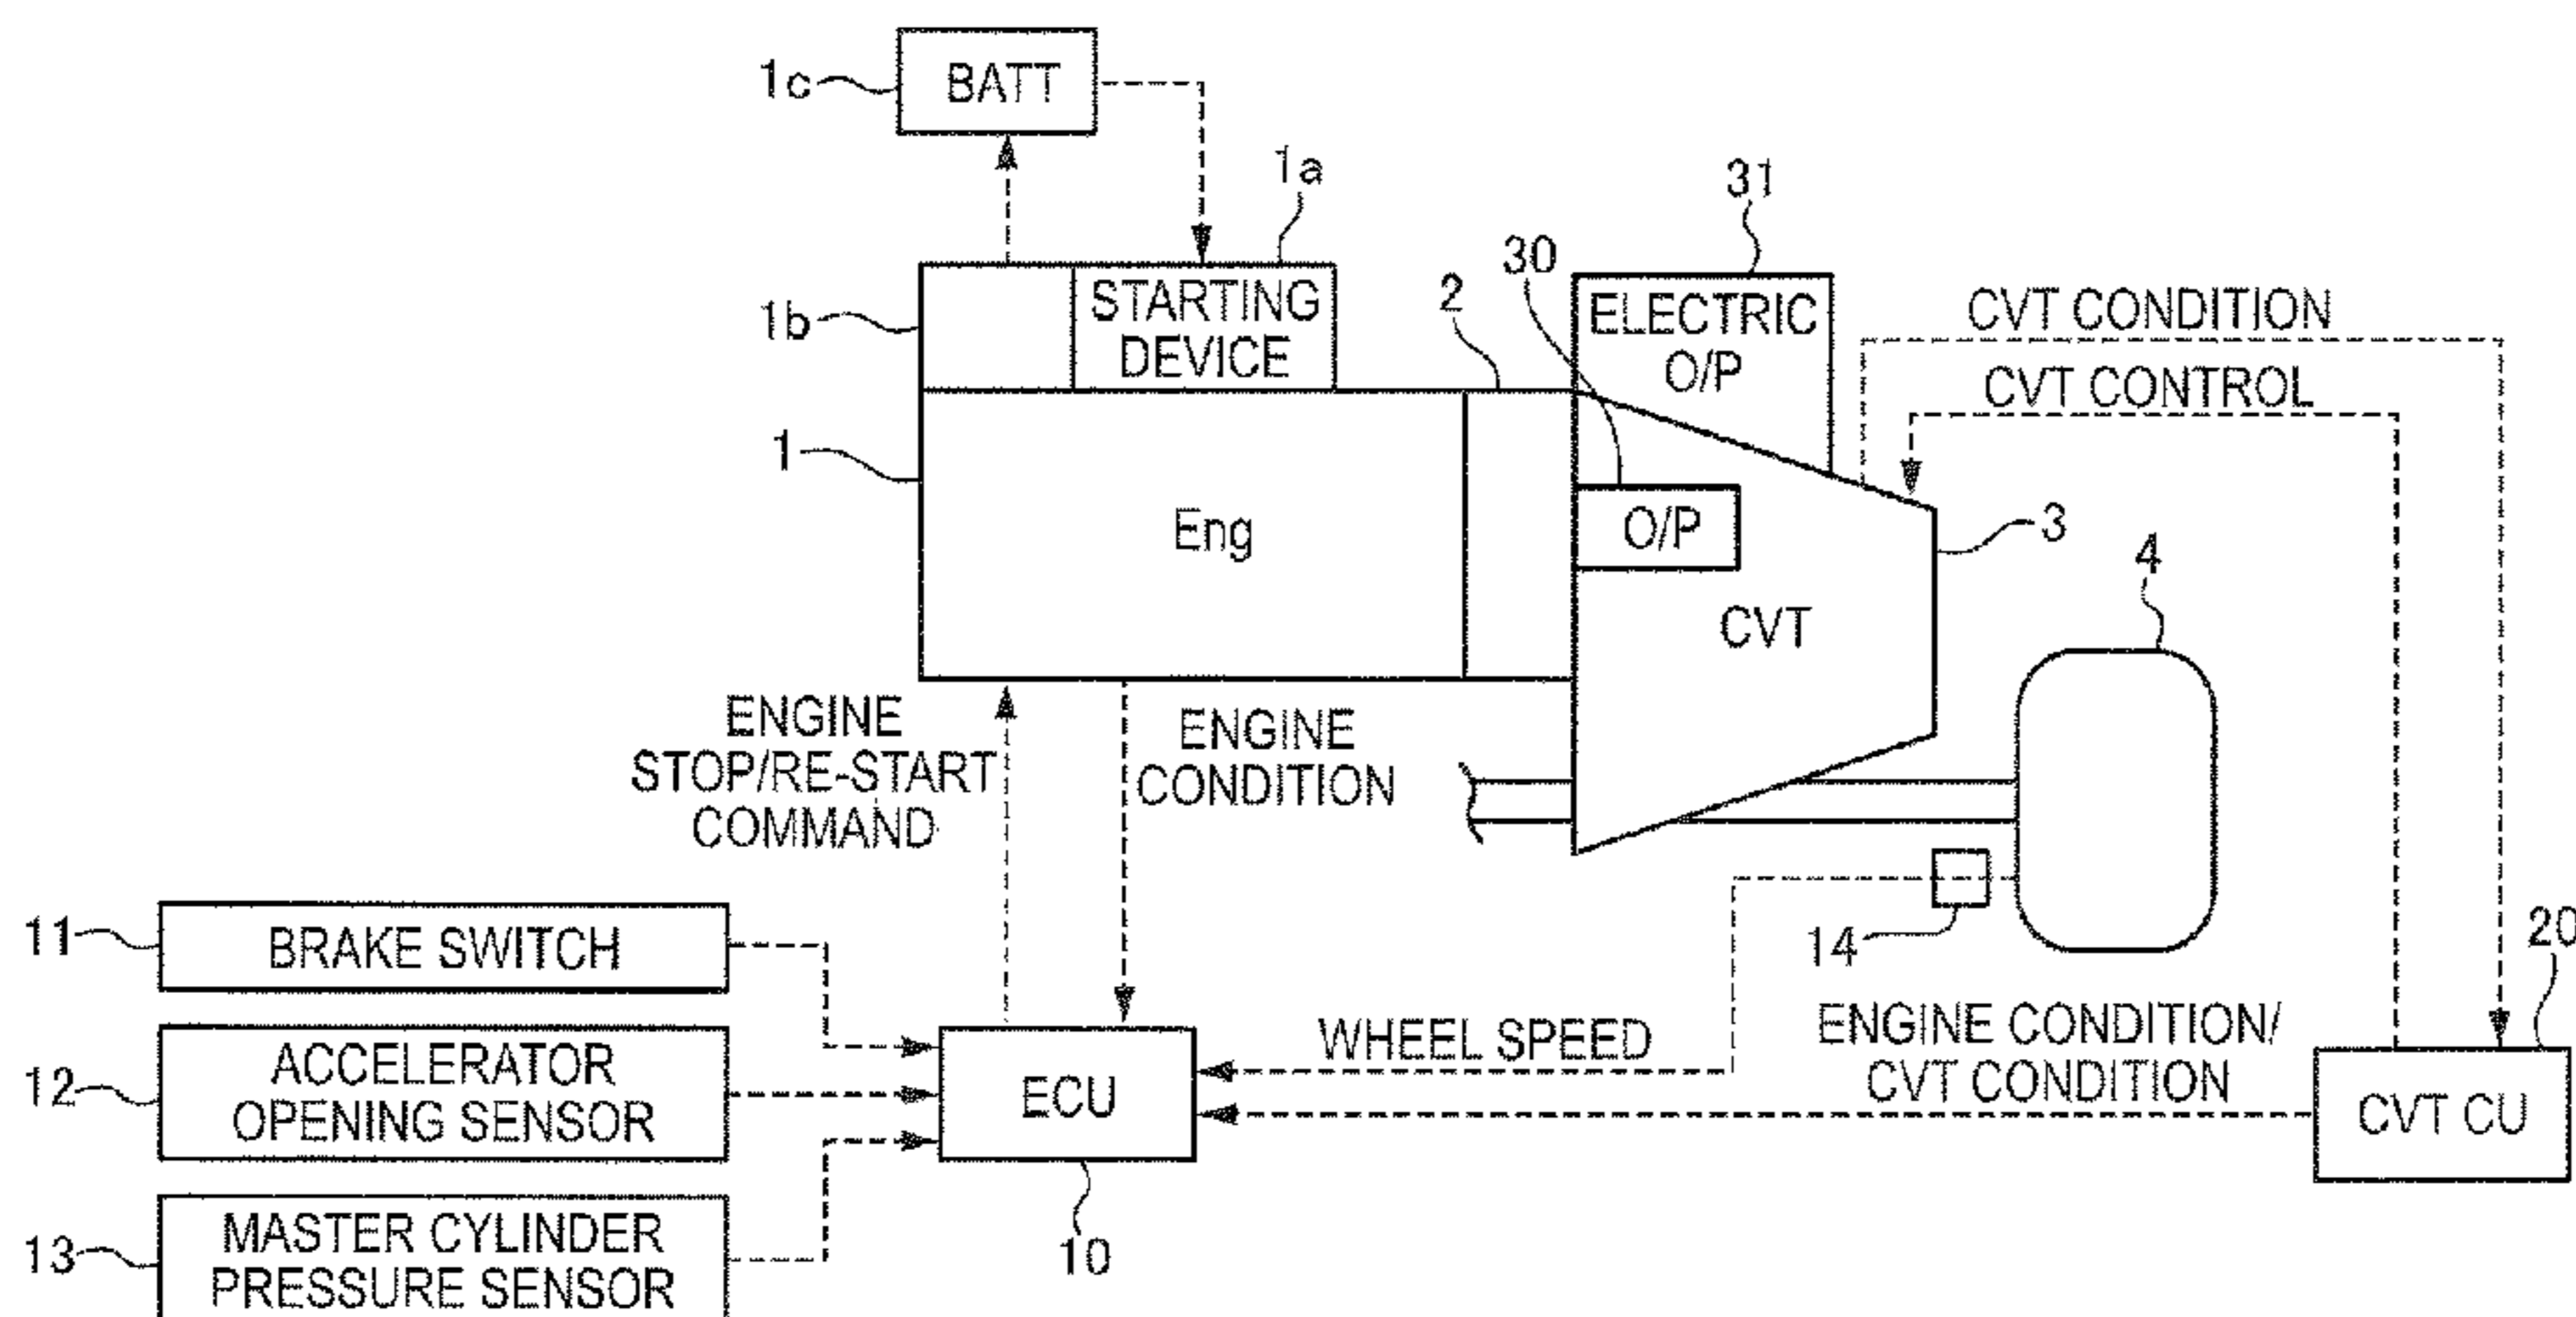 1c
BATT
1a
31
30
2
1b
STARTING
DEVICE
ELECTRIC
O/P
CVT CONDITION
CVT CONTROL
1
Eng
O/P
3
CVT
4
ENGINE
STOP/RE-START
COMMAND
ENGINE
CONDITION
11
BRAKE SWITCH
14
20
12
ACCELERATOR
OPENING SENSOR
ECU
WHEEL SPEED
ENGINE CONDITION/
CVT CONDITION
CVT CU
13
MASTER CYLINDER
PRESSURE SENSOR
10